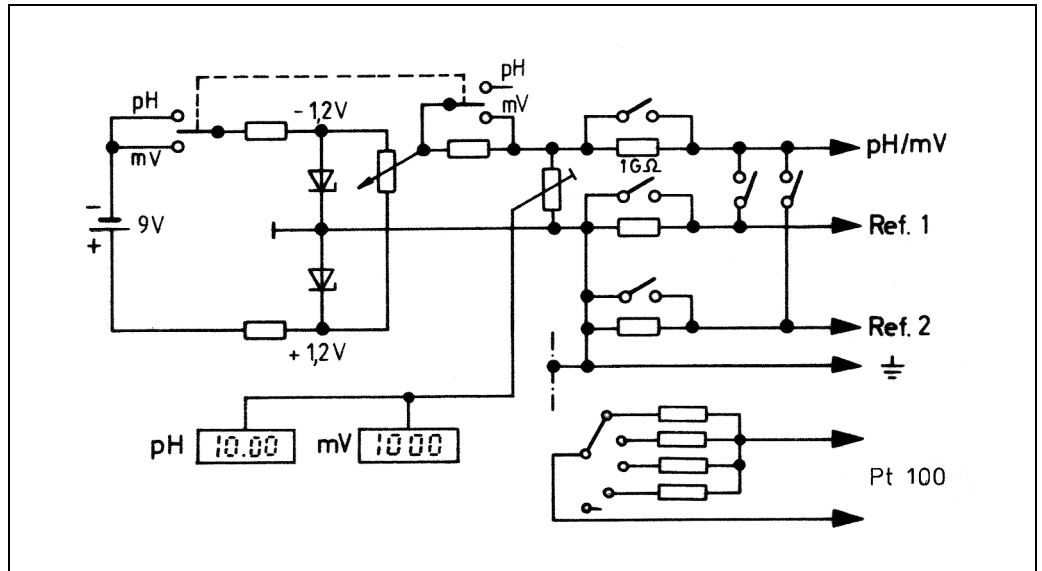 pH
mV
−
9V
+
− 1,2V
+ 1,2V
pH
mV
1GΩ
pH/mV
Ref. 1
Ref. 2
pH 10.00 mV 1000
Pt 100